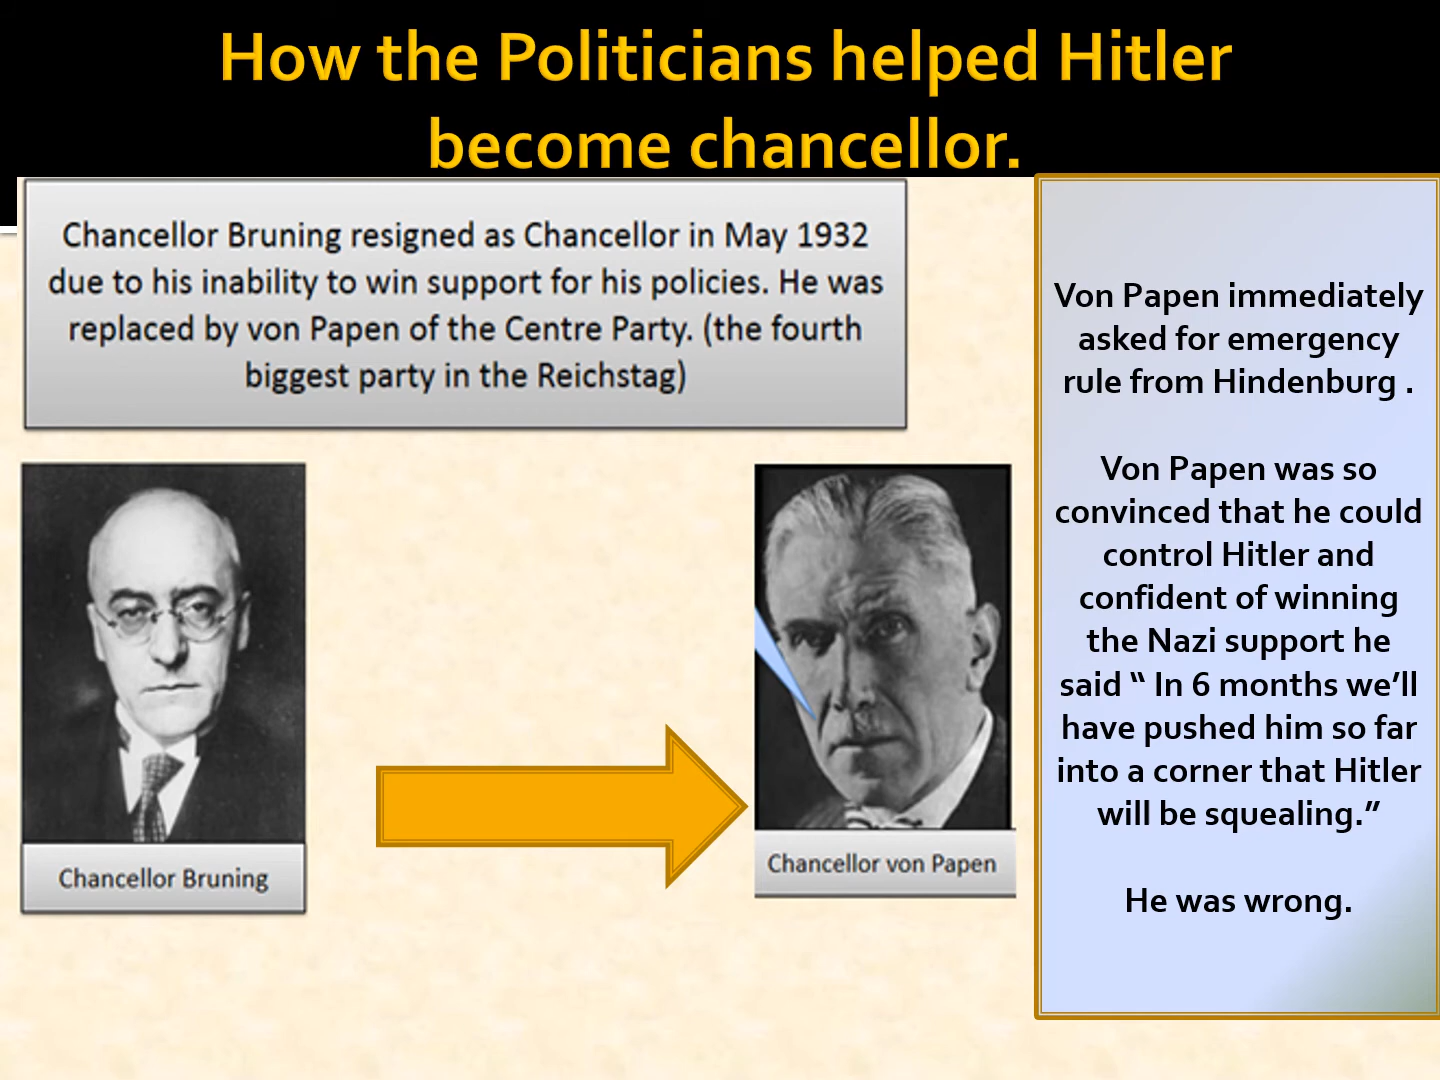 How the Politicians helped Hitler
become chancellor.
Chancellor Bruning resigned as Chancellor in May 1932
due to his inability to win support for his policies. He was
replaced by von Papen of the Centre Party. (the fourth
biggest party in the Reichstag)
Chancellor Bruning
Chancellor von Papen
Von Papen immediately
asked for emergency
rule from Hindenburg .
Von Papen was so
convinced that he could
control Hitler and
confident of winning
the Nazi support he
said “ In 6 months we’ll
have pushed him so far
into a corner that Hitler
will be squealing.”
He was wrong.